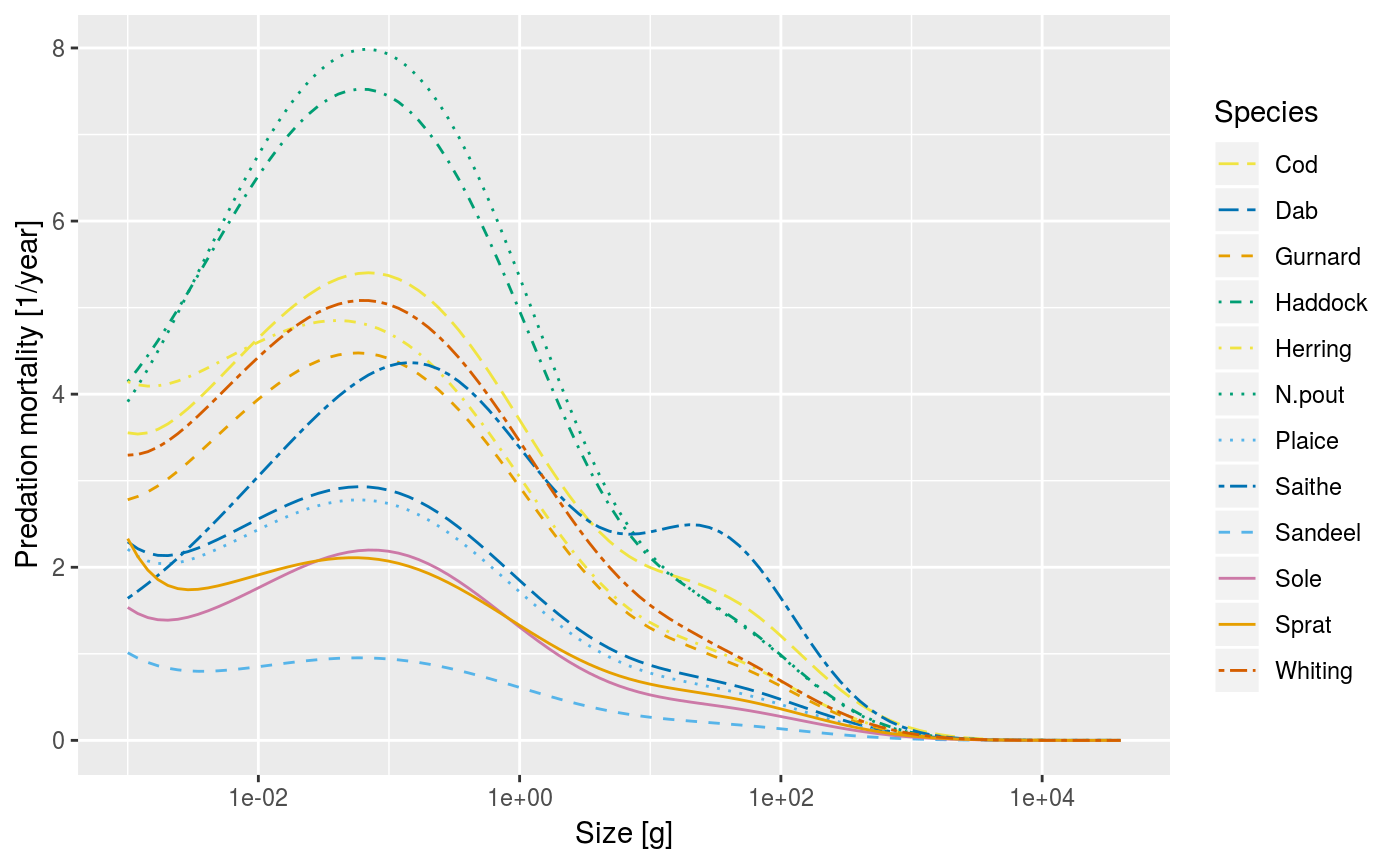 Predation mortality [1/year]
8
6
4
2
0
1e-02
1e+00
1e+02
1e+04
Size [g]
Species
Cod
Dab
Gurnard
Haddock
Herring
N.pout
Plaice
Saithe
Sandeel
Sole
Sprat
Whiting